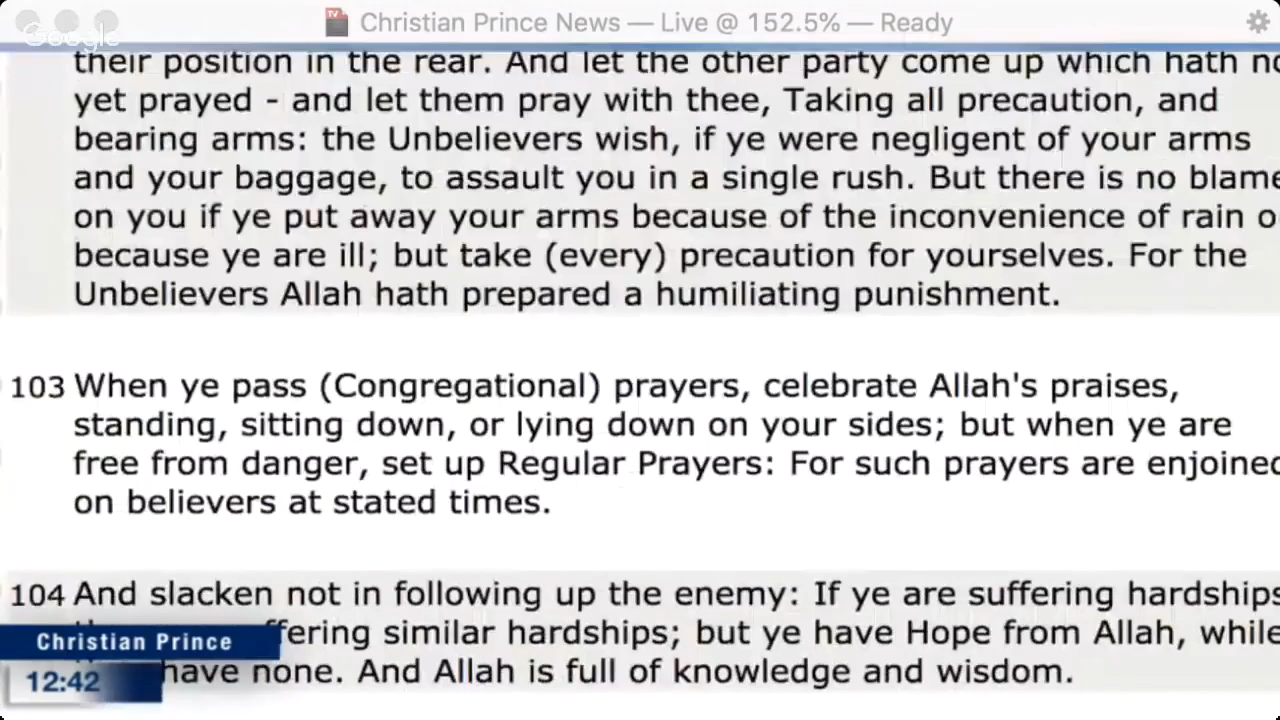 Christian Prince News — Live @ 152.5% — Ready
Google
their position in the rear. And let the other party come up which hath
yet prayed - and let them pray with thee, Taking all precaution, and
bearing arms: the Unbelievers wish, if ye were negligent of your arms
and your baggage, to assault you in a single rush. But there is no blame
on you if ye put away your arms because of the inconvenience of rain
because ye are ill; but take (every) precaution for yourselves. For the
Unbelievers Allah hath prepared a humiliating punishment.
103 When ye pass (Congregational) prayers, celebrate Allah's praises,
standing, sitting down, or lying down on your sides; but when ye are
free from danger, set up Regular Prayers: For such prayers are enjoined
on believers at stated times.
104 And slacken not in following up the enemy: If ye are suffering hardships
similar hardships; but ye have Hope from Allah, while
have none. And Allah is full of knowledge and wisdom.
Christian Prince
12:42